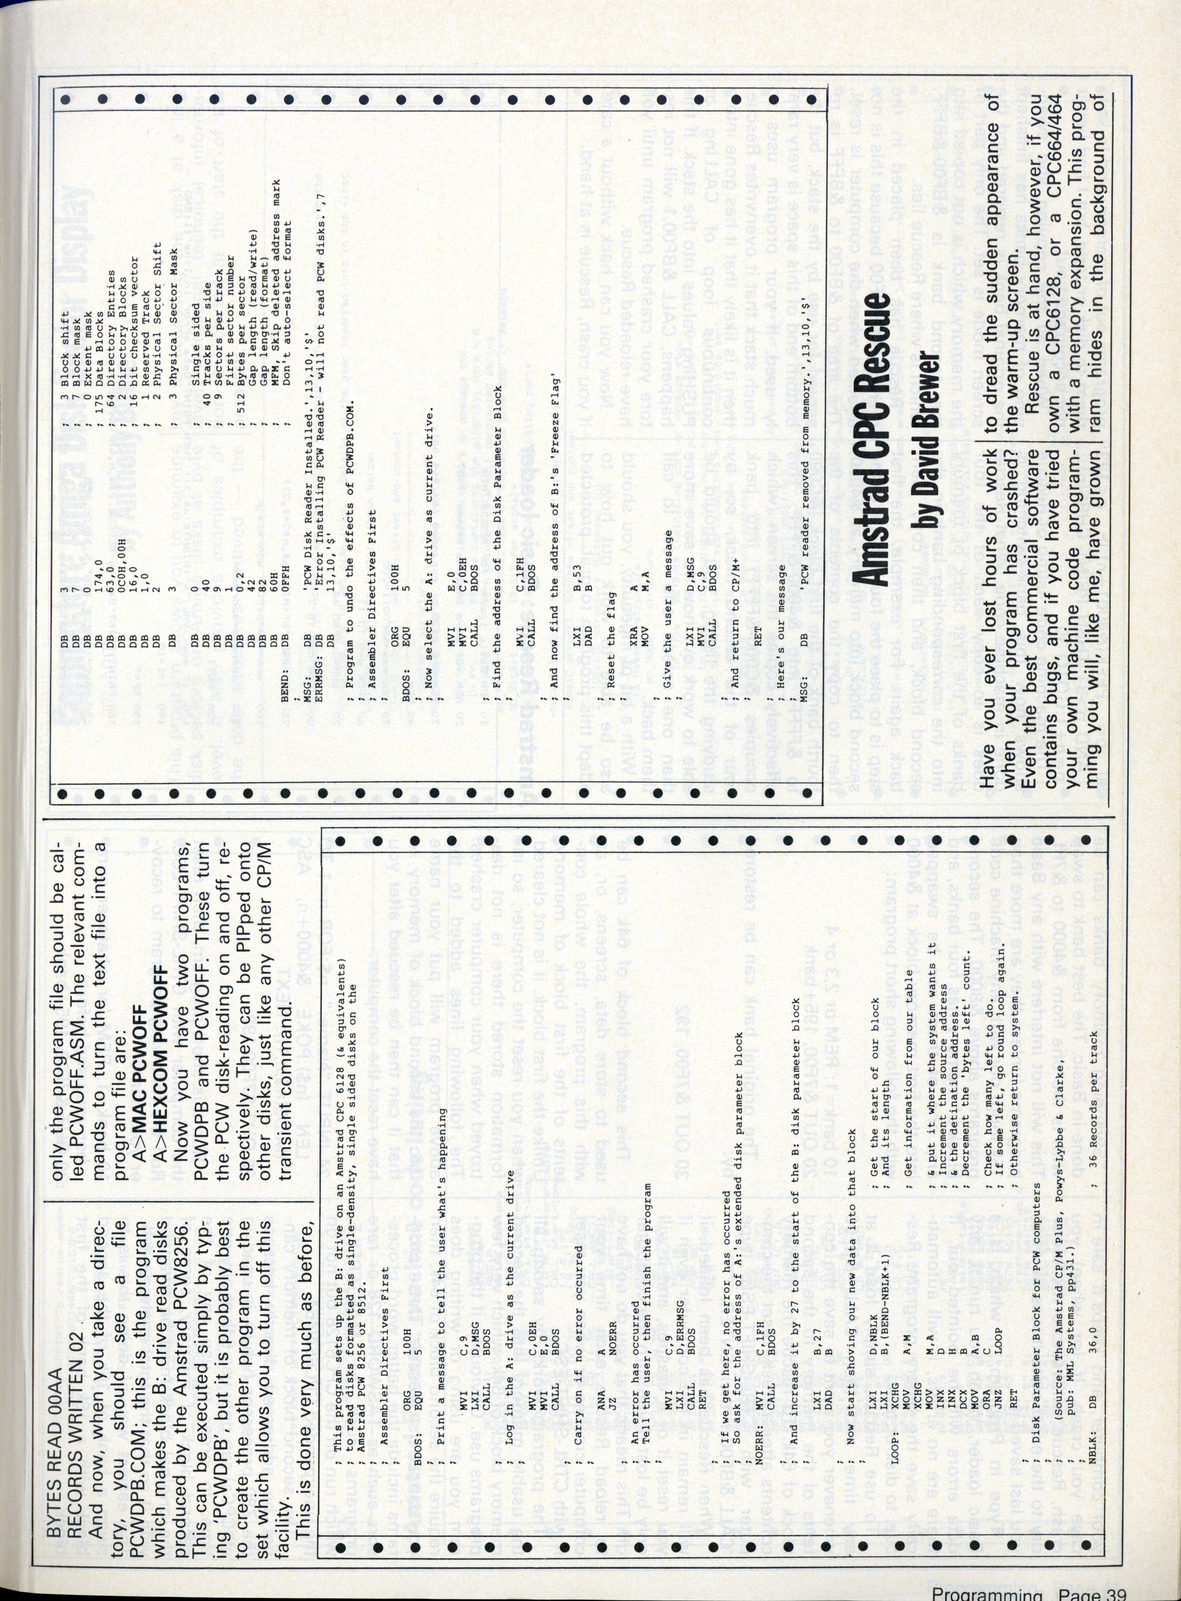 BYTES READ 00AA
RECORDS WRITTEN 02
And now, when you take a direc-
tory, you should see a file
PCWDPB.COM; this is the program
which makes the B: drive read disks
produced by the Amstrad PCW8256.
This can be executed simply by typ-
ing 'PCWDPB', but it is probably best
to create the other program in the
set which allows you to turn off this
facility.
This is done very much as before,
only the program file should be cal-
led PCWOFF.ASM. The relevant com-
mands to turn the text file into a
program file are:
A>MAC PCWOFF
A>HEXCOM PCWOFF
Now you have two programs,
PCWDPB and PCWOFF. These turn
the PCW disk-reading on and off, re-
spectively. They can be PIPped onto
other disks, just like any other CP/M
transient command.
; This program sets up the B: drive on an Amstrad CPC 6128 (& equivalents)
; to read disks formatted as single-density, single sided disks on the
; Amstrad PCW 8256 or 8512.
;
; Assembler Directives First
;
ORG 100H
BDOS: EQU 5
;
; Print a message to tell the user what's happening
;
MVI C,9
LXI D,MSG
CALL BDOS
;
; Log in the A: drive as the current drive
;
MVI C,0EH
MVI E,0
CALL BDOS
;
; Carry on if no error occurred
;
ANA A
JZ NOERR
;
; An error has occurred
; Tell the user, then finish the program
;
MVI C,9
LXI D,ERRMSG
CALL BDOS
RET
;
; If we get here, no error has occurred
; So ask for the address of A:'s extended disk parameter block
;
NOERR: MVI C,1FH
CALL BDOS
;
; And increase it by 27 to the start of the B: disk parameter block
;
LXI B,27
DAD B
;
; Now start shoving our new data into that block
;
LXI D,NBLK ; Get the start of our block
LXI B,(BEND-NBLK+1) ; And its length
LOOP: XCHG
MOV A,M ; Get information from our table
XCHG
MOV M,A ; & put it where the system wants it
INX D ; Increment the source address
INX H ; & the detination address.
DCX B ; Decrement the 'bytes left' count.
MOV A,B
ORA C ; Check how many left to do.
JNZ LOOP ; If some left, go round loop again.
RET ; Otherwise return to system.
;
; Disk Parameter Block for PCW computers
;
; (Source: The Amstrad CP/M Plus, Powys-Lybbe & Clarke,
; pub: MML Systems, pp431.)
;
NBLK: DB 36,0 ; 36 Records per track
DB 3 ; 3 Block shift
DB 7 ; 7 Block mask
DB 0 ; 0 Extent mask
DB 174,0 ; 175 Data Blocks
DB 63,0 ; 64 Directory Entries
DB 0C0H,00H ; 2 Directory Blocks
DB 16,0 ; 16 bit checksum vector
DB 1,0 ; 1 Reserved Track
DB 2 ; 2 Physical Sector Shift
DB 3 ; 3 Physical Sector Mask
DB 0 ; Single sided
DB 40 ; 40 Tracks per side
DB 9 ; 9 Sectors per track
DB 1 ; 1 First sector number
DB 0,2 ; 512 Bytes per sector
DB 42 ; Gap length (read/write)
DB 82 ; Gap length (format)
DB 60H ; MFM, Skip deleted address mark
BEND: DB 0FFH ; Don't auto-select format
;
MSG: DB 'PCW Disk Reader Installed.',13,10,'$'
ERRMSG: DB 'Error Installing PCW Reader - will not read PCW disks.',7
DB 13,10,'$'
; Program to undo the effects of PCWDPB.COM.
;
; Assembler Directives First
;
ORG 100H
BDOS: EQU 5
;
; Now select the A: drive as current drive.
;
MVI E,0
MVI C,0EH
CALL BDOS
;
; Find the address of the Disk Parameter Block
;
MVI C,1FH
CALL BDOS
;
; And now find the address of B:'s 'Freeze Flag'
;
LXI B,53
DAD B
;
; Reset the flag
;
XRA A
MOV M,A
;
; Give the user a message
;
LXI D,MSG
MVI C,9
CALL BDOS
;
; And return to CP/M+
;
RET
;
; Here's our message
;
MSG: DB 'PCW reader removed from memory.',13,10,'$'
Amstrad CPC Rescue
by David Brewer
Have you ever lost hours of work
when your program has crashed?
Even the best commercial software
contains bugs, and if you have tried
your own machine code program-
ming you will, like me, have grown
to dread the sudden appearance of
the warm-up screen.
Rescue is at hand, however, if you
own a CPC6128, or a CPC664/464
with a memory expansion. This prog-
ram hides in the background of
Programming Page 39